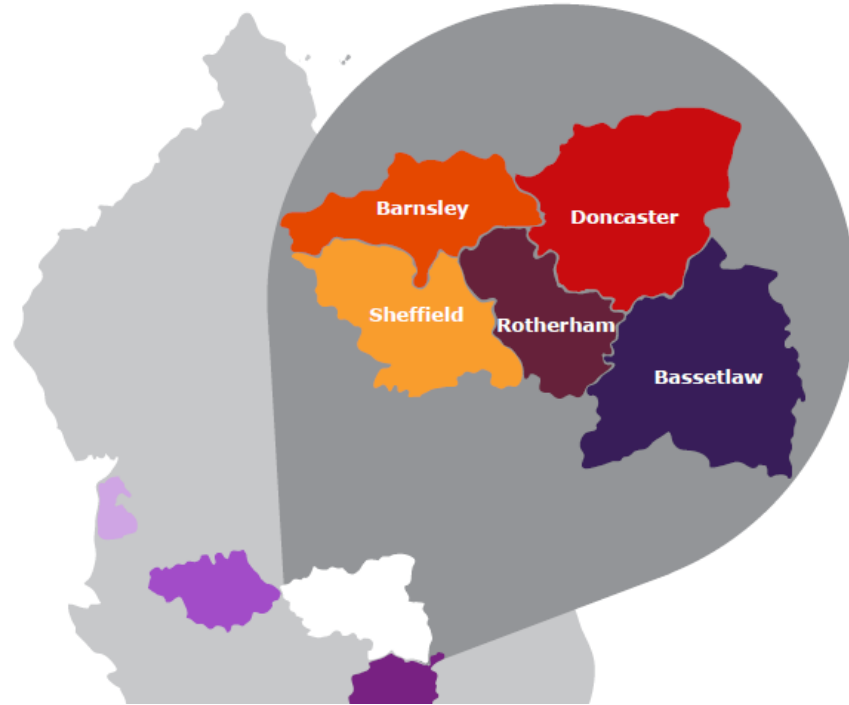 Barnsley
Doncaster
Sheffield
Rotherham
Bassetlaw